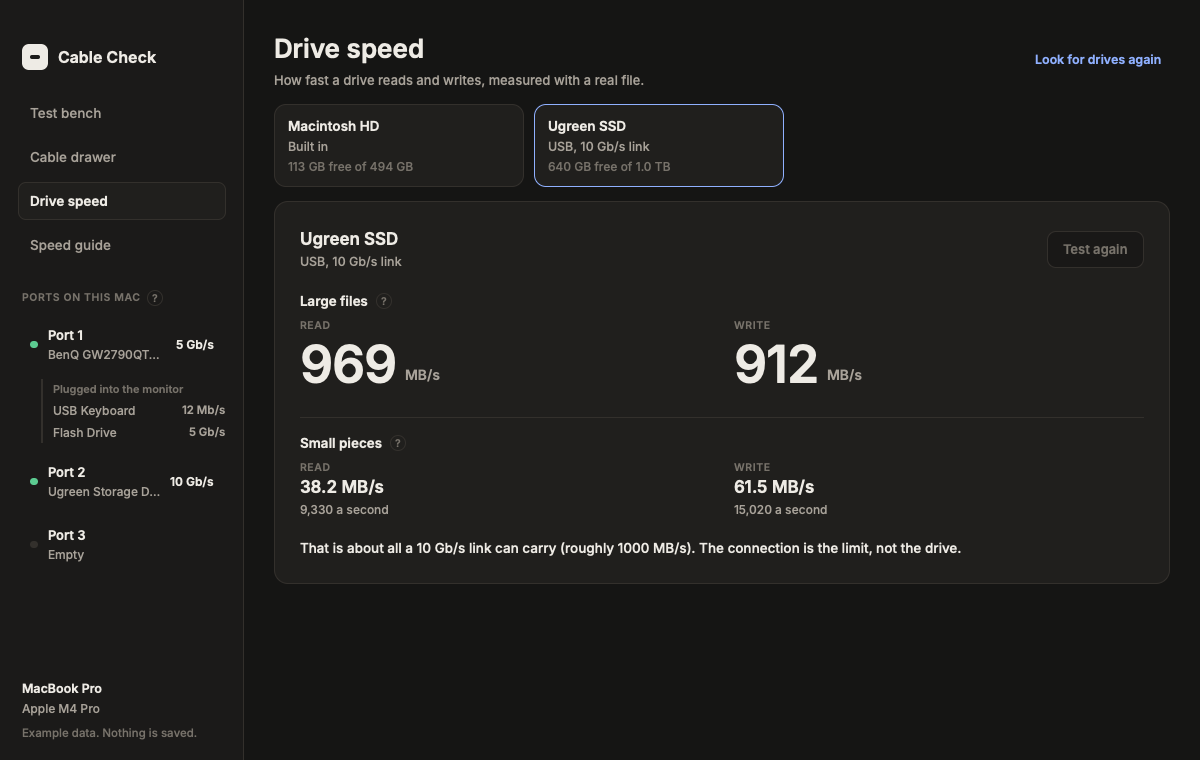 Cable Check
Test bench
Cable drawer
Drive speed
Speed guide
PORTS ON THIS MAC ?
Port 1
BenQ GW2790QT...
5 Gb/s
Plugged into the monitor
USB Keyboard 12 Mb/s
Flash Drive 5 Gb/s
Port 2
Ugreen Storage D...
10 Gb/s
Port 3
Empty
MacBook Pro
Apple M4 Pro
Example data. Nothing is saved.
Drive speed
How fast a drive reads and writes, measured with a real file.
Look for drives again
Macintosh HD
Built in
113 GB free of 494 GB
Ugreen SSD
USB, 10 Gb/s link
640 GB free of 1.0 TB
Ugreen SSD
USB, 10 Gb/s link
Test again
Large files ?
READ
969 MB/s
WRITE
912 MB/s
Small pieces ?
READ
38.2 MB/s
9,330 a second
WRITE
61.5 MB/s
15,020 a second
That is about all a 10 Gb/s link can carry (roughly 1000 MB/s). The connection is the limit, not the drive.